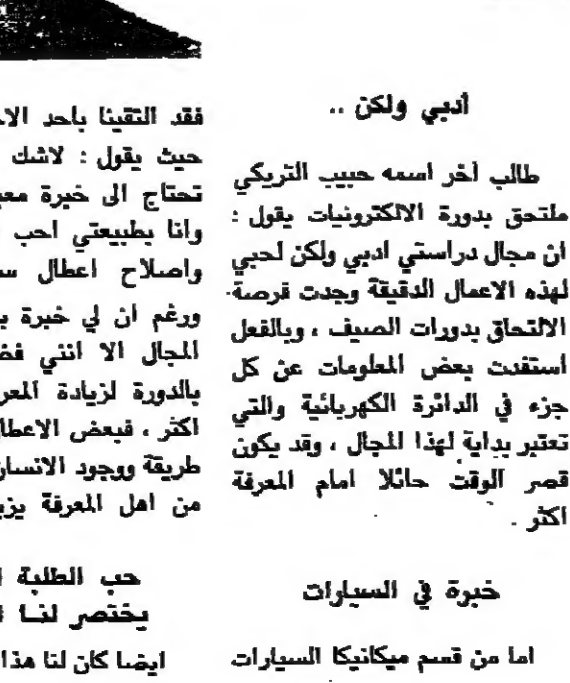 أدبي ولكن ..
طالب آخر اسمه حبيب التريكي
ملتحق بدورة الالكترونيات يقول :
ان مجال دراستي ادبي ولكن لحبي
لهذه الاعمال الدقيقة وجدت فرصة
الالتحاق بدورات الصيف ، وبالفعل
استفدت بعض المعلومات عن كل
جزء في الدائرة الكهربائية والتي
تعتبر بداية لهذا المجال ، وقد يكون
قصر الوقت حائلا امام المعرفة
اكثر .
خبرة في السيارات
اما من قسم ميكانيكا السيارات
فقد التقينا باحد
حيث يقول : لاشك
تحتاج الى خبرة
وانا بطبيعتي احب
واصلاح اعطال
ورغم ان لي خبرة
المجال الا انني
بالدورة لزيادة
اكثر ، فبعض
طريقة ووجود
من اهل المعرفة
حب الطلبة
يختصر لنا
ايضا كان لنا هذا